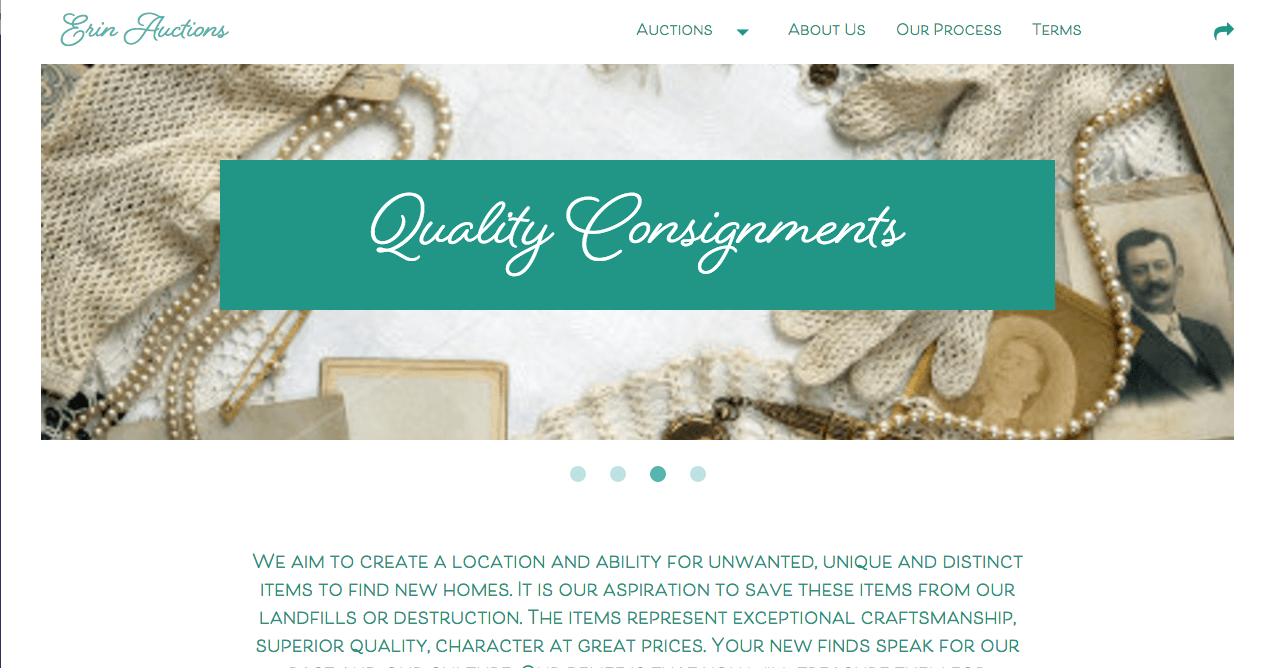 Erin Auctions
Auctions About Us Our Process Terms
Quality Consignments
We aim to create a location and ability for unwanted, unique and distinct
items to find new homes. It is our aspiration to save these items from our
landfills or destruction. The items represent exceptional craftsmanship,
superior quality, character at great prices. Your new finds speak for our